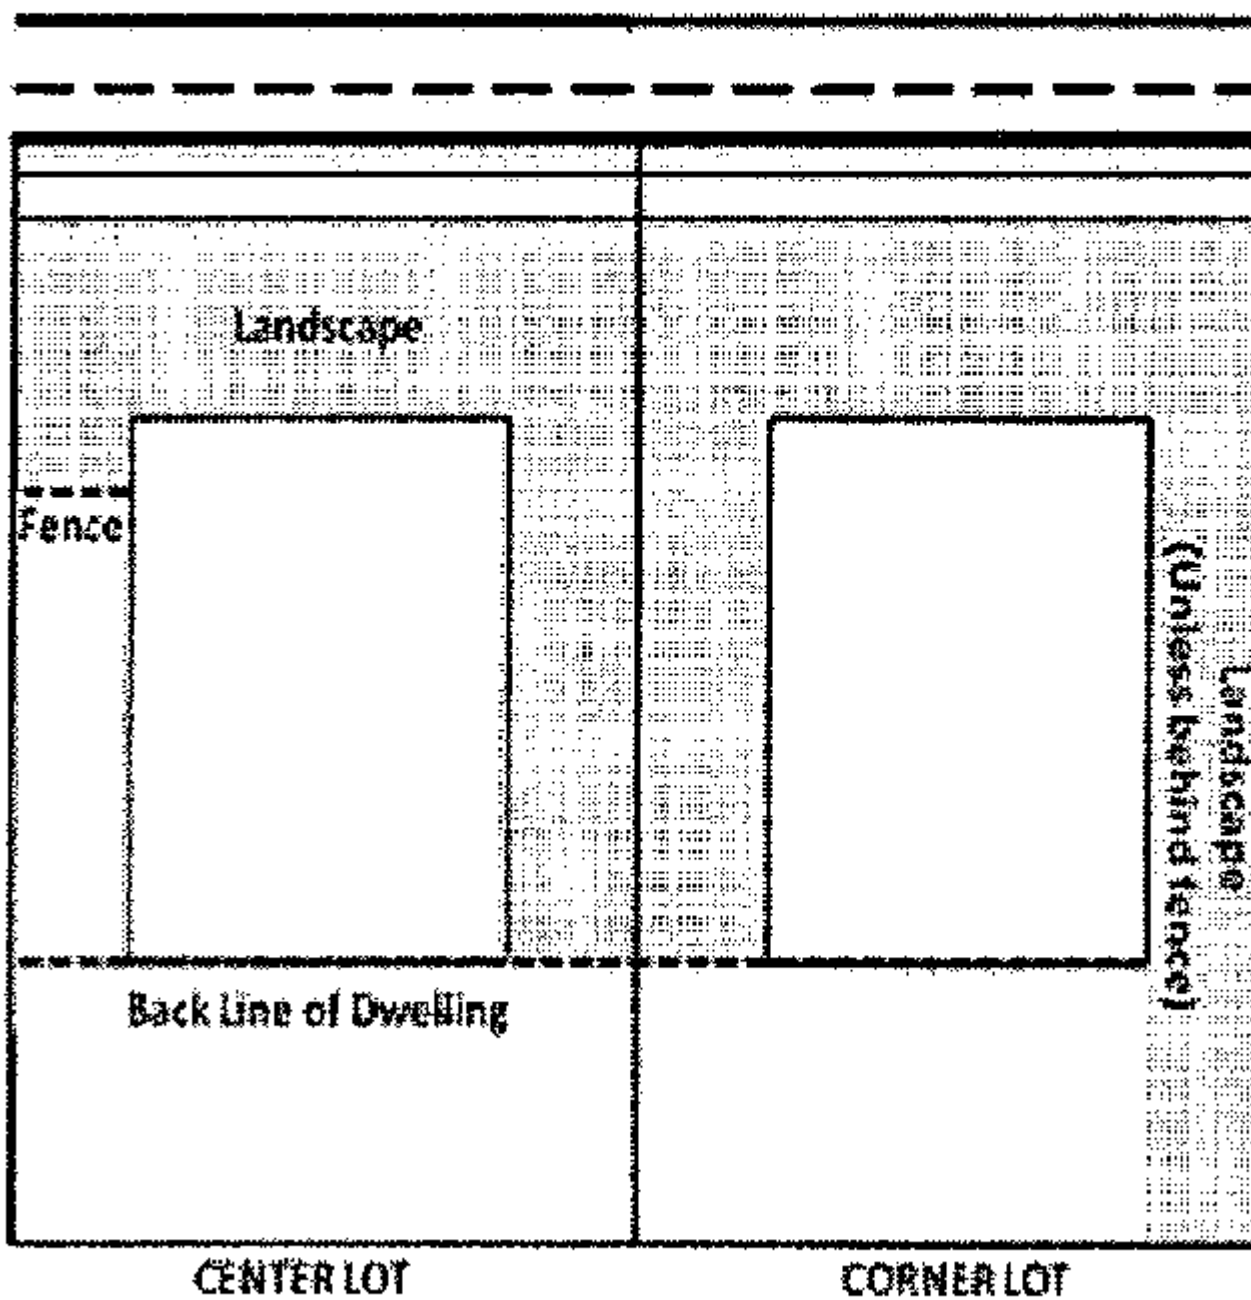 Landscape
Fence
Landscape
(Unless behind fence)
Back Line of Dwelling
CENTER LOT
CORNER LOT